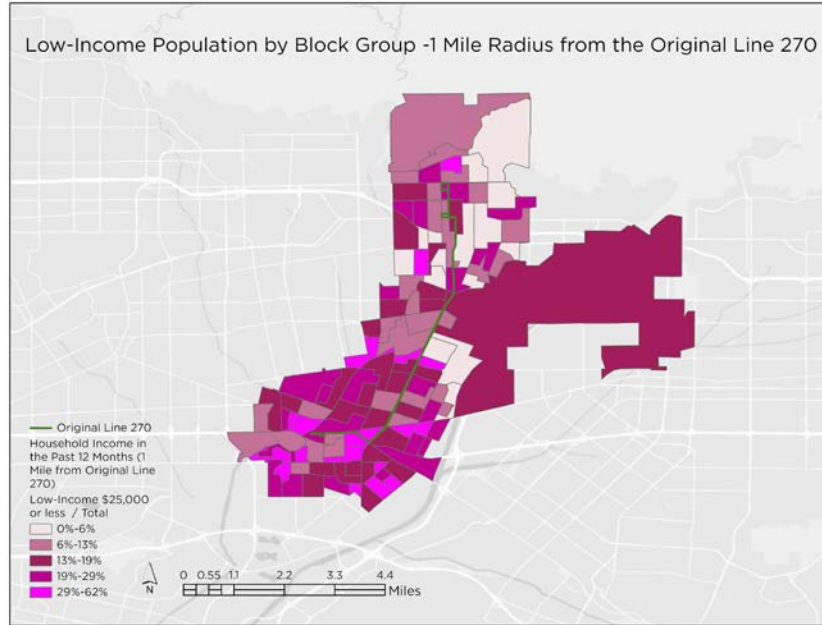 Low-Income Population by Block Group -1 Mile Radius from the Original Line 270
Original Line 270
Household Income in
the Past 12 Months (1
Mile from Original Line
270)
Low-Income $25,000
or less / Total
0%-6%
6%-13%
13%-19%
19%-29%
29%-62%
N
0 0.55 1.1 2.2 3.3 4.4
Miles